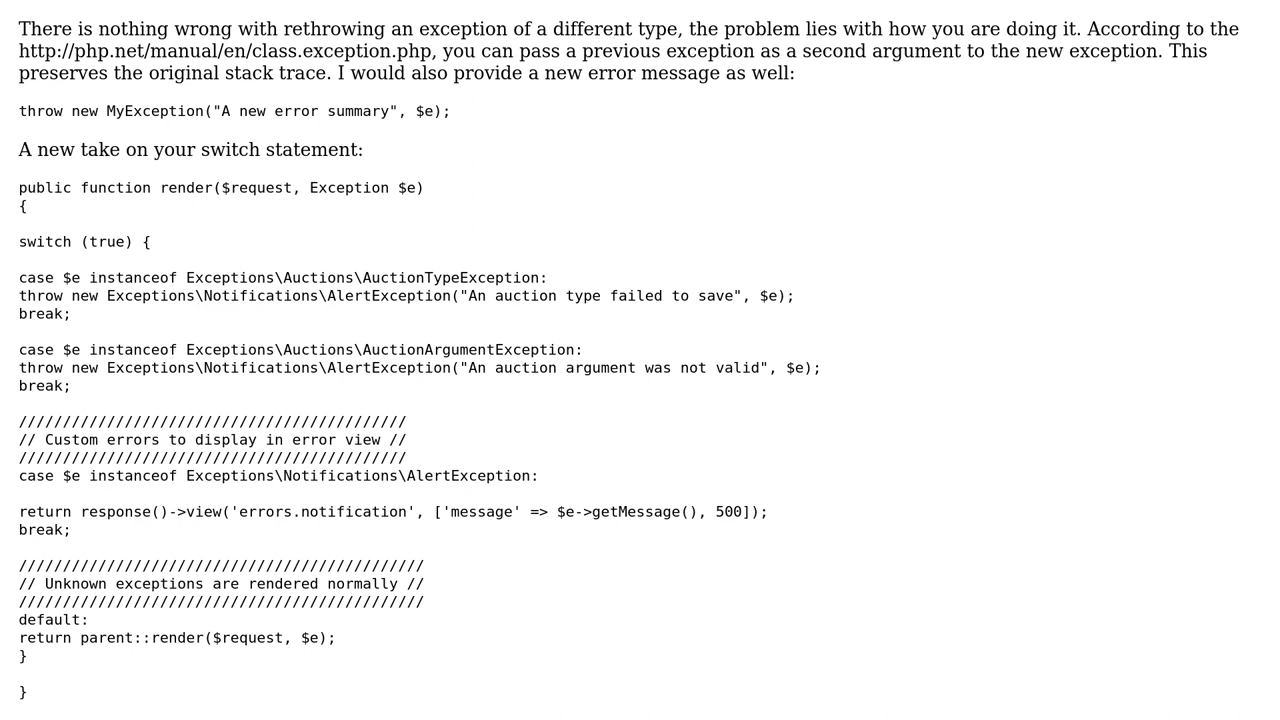 There is nothing wrong with rethrowing an exception of a different type, the problem lies with how you are doing it. According to the
http://php.net/manual/en/class.exception.php, you can pass a previous exception as a second argument to the new exception. This
preserves the original stack trace. I would also provide a new error message as well:
throw new MyException("A new error summary", $e);
A new take on your switch statement:
public function render($request, Exception $e)
{
switch (true) {
case $e instanceof Exceptions\Auctions\AuctionTypeException:
throw new Exceptions\Notifications\AlertException("An auction type failed to save", $e);
break;
case $e instanceof Exceptions\Auctions\AuctionArgumentException:
throw new Exceptions\Notifications\AlertException("An auction argument was not valid", $e);
break;
////////////////////////////////////////////
// Custom errors to display in error view //
////////////////////////////////////////////
case $e instanceof Exceptions\Notifications\AlertException:
return response()->view('errors.notification', ['message' => $e->getMessage(), 500]);
break;
//////////////////////////////////////////////
// Unknown exceptions are rendered normally //
//////////////////////////////////////////////
default:
return parent::render($request, $e);
}
}